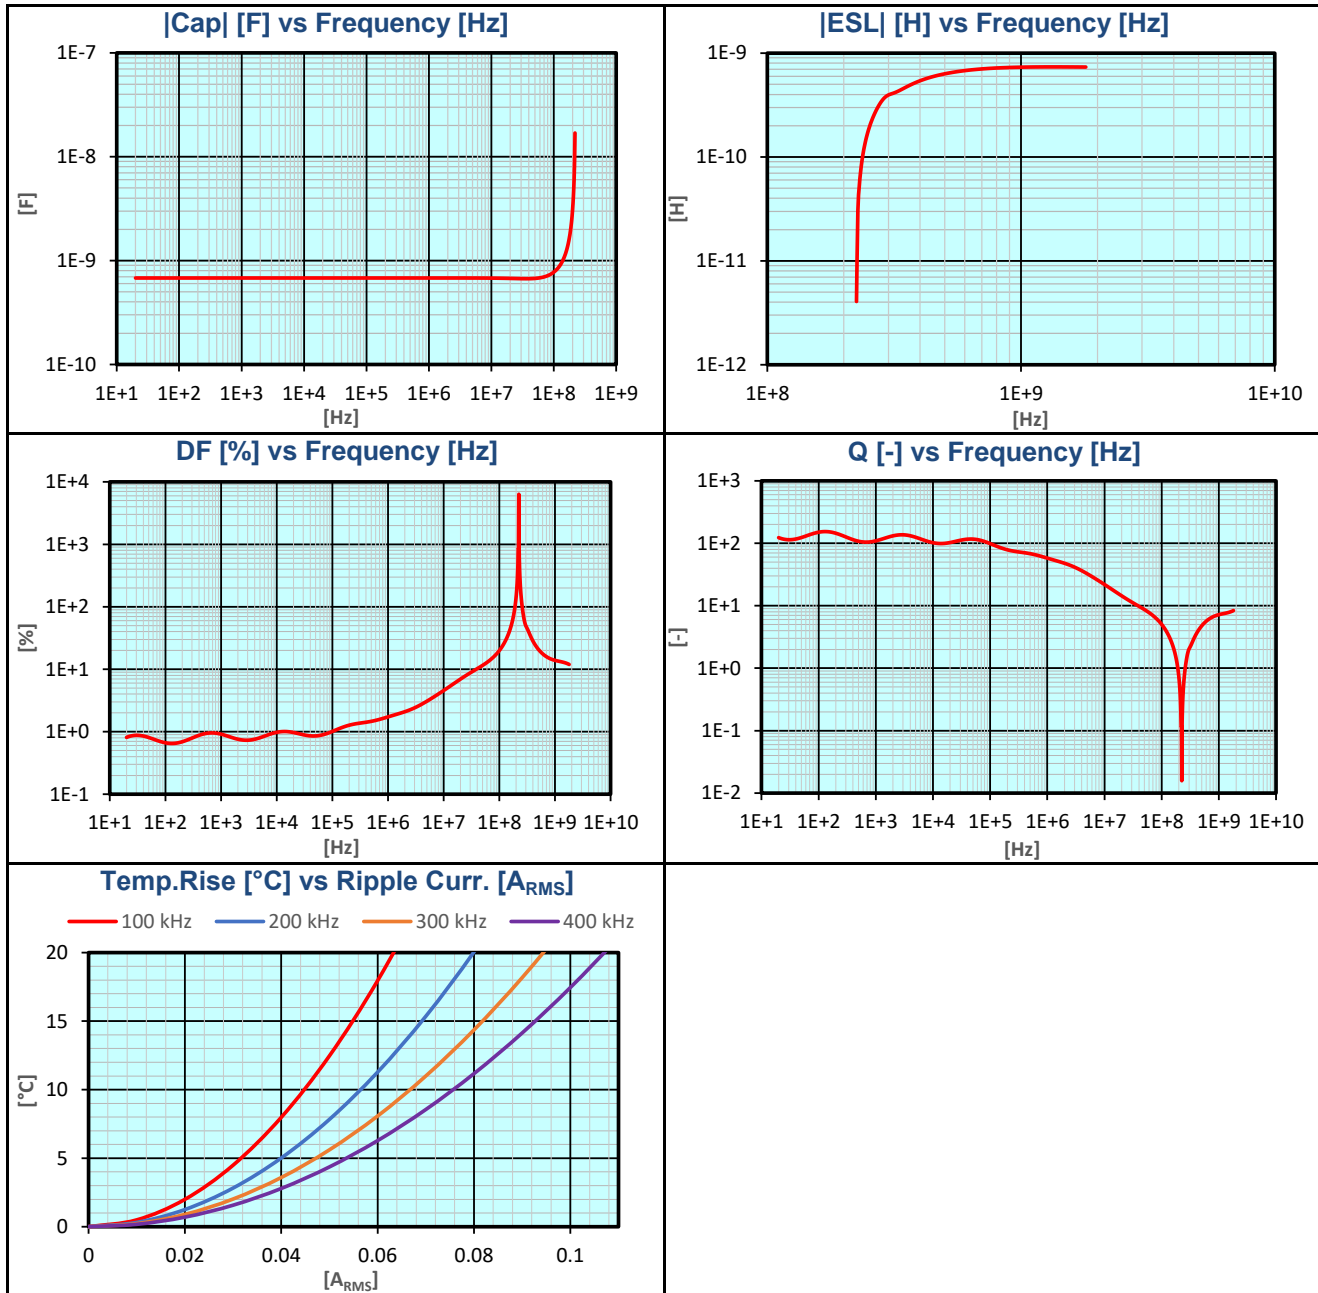 |Cap| [F] vs Frequency [Hz]
1E-7
1E-8
1E-9
1E-10
[F]
1E+1 1E+2 1E+3 1E+4 1E+5 1E+6 1E+7 1E+8 1E+9
[Hz]
|ESL| [H] vs Frequency [Hz]
1E-9
1E-10
1E-11
1E-12
[H]
1E+8 1E+9 1E+10
[Hz]
DF [%] vs Frequency [Hz]
1E+4
1E+3
1E+2
1E+1
1E+0
1E-1
[%]
1E+1 1E+2 1E+3 1E+4 1E+5 1E+6 1E+7 1E+8 1E+9 1E+10
[Hz]
Q [-] vs Frequency [Hz]
1E+3
1E+2
1E+1
1E+0
1E-1
1E-2
[-]
1E+1 1E+2 1E+3 1E+4 1E+5 1E+6 1E+7 1E+8 1E+9 1E+10
[Hz]
Temp.Rise [°C] vs Ripple Curr. [ARMS]
100 kHz 200 kHz 300 kHz 400 kHz
20
15
10
5
0
[°C]
0 0.02 0.04 0.06 0.08 0.1
[ARMS]